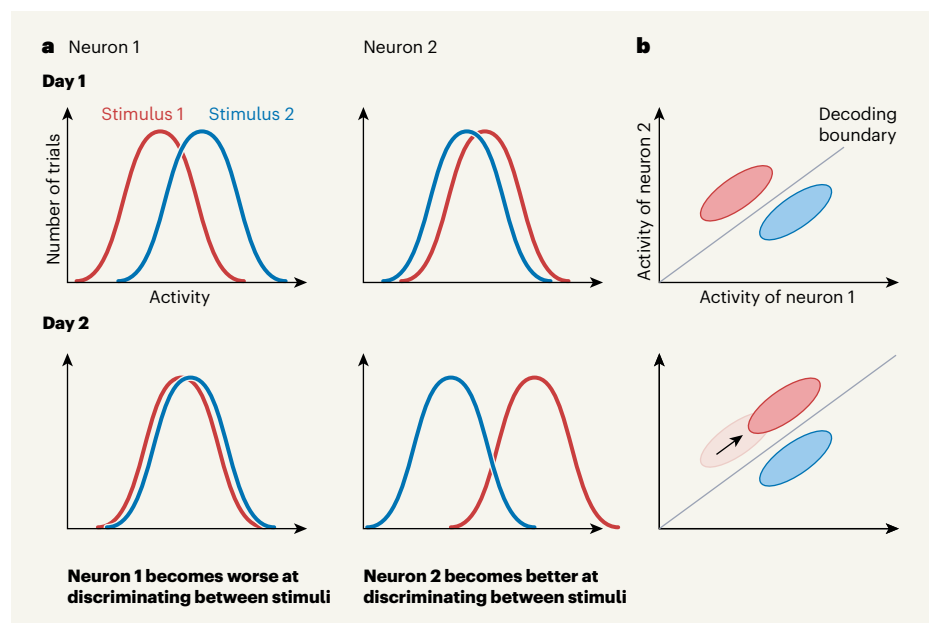 a Neuron 1
Neuron 2
b
Day 1
Stimulus 1
Stimulus 2
Number of trials
Activity
Decoding
boundary
Activity of neuron 2
Activity of neuron 1
Day 2
Neuron 1 becomes worse at
discriminating between stimuli
Neuron 2 becomes better at
discriminating between stimuli